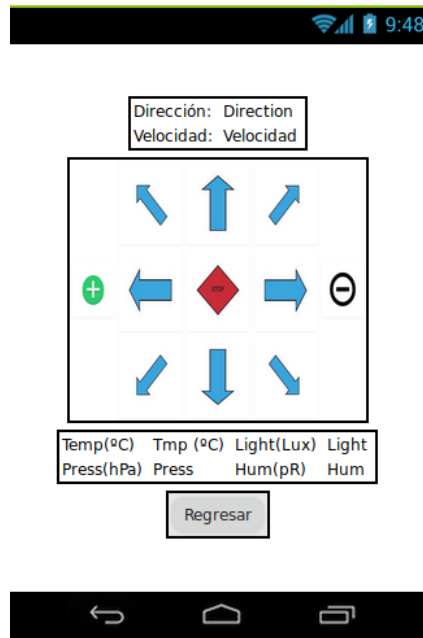 9:48
Dirección: Direction
Velocidad: Velocidad
STOP
Temp(ºC) Tmp (ºC) Light(Lux) Light
Press(hPa) Press Hum(pR) Hum
Regresar